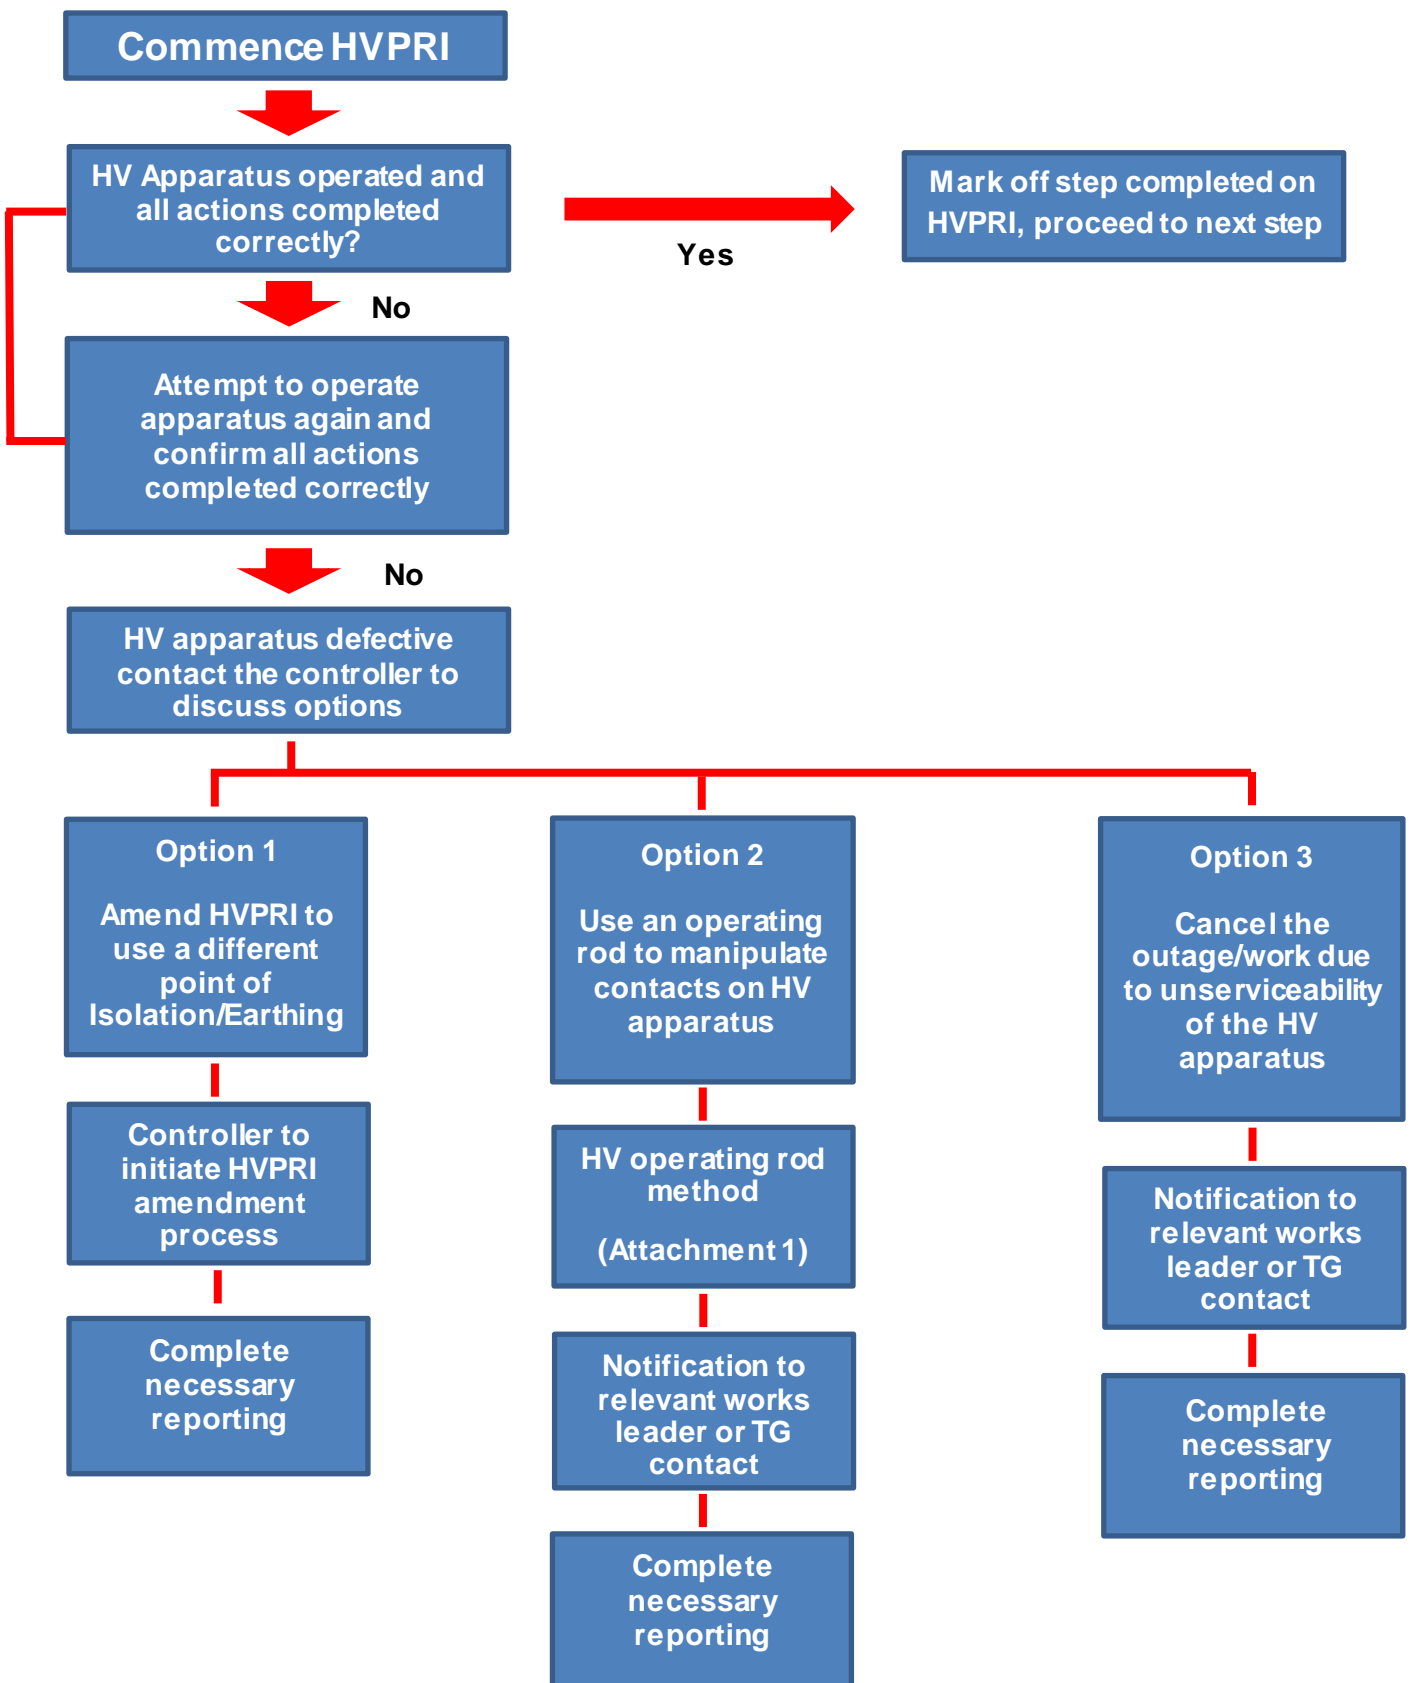 Commence HVPRI
HV Apparatus operated and
all actions completed
correctly?
Yes
Mark off step completed on
HVPRI, proceed to next step
No
Attempt to operate
apparatus again and
confirm all actions
completed correctly
No
HV apparatus defective
contact the controller to
discuss options
Option 1
Amend HVPRI to
use a different
point of
Isolation/Earthing
Controller to
initiate HVPRI
amendment
process
Complete
necessary
reporting
Option 2
Use an operating
rod to manipulate
contacts on HV
apparatus
HV operating rod
method
(Attachment 1)
Notification to
relevant works
leader or TG
contact
Complete
necessary
reporting
Option 3
Cancel the
outage/work due
to unserviceability
of the HV
apparatus
Notification to
relevant works
leader or TG
contact
Complete
necessary
reporting